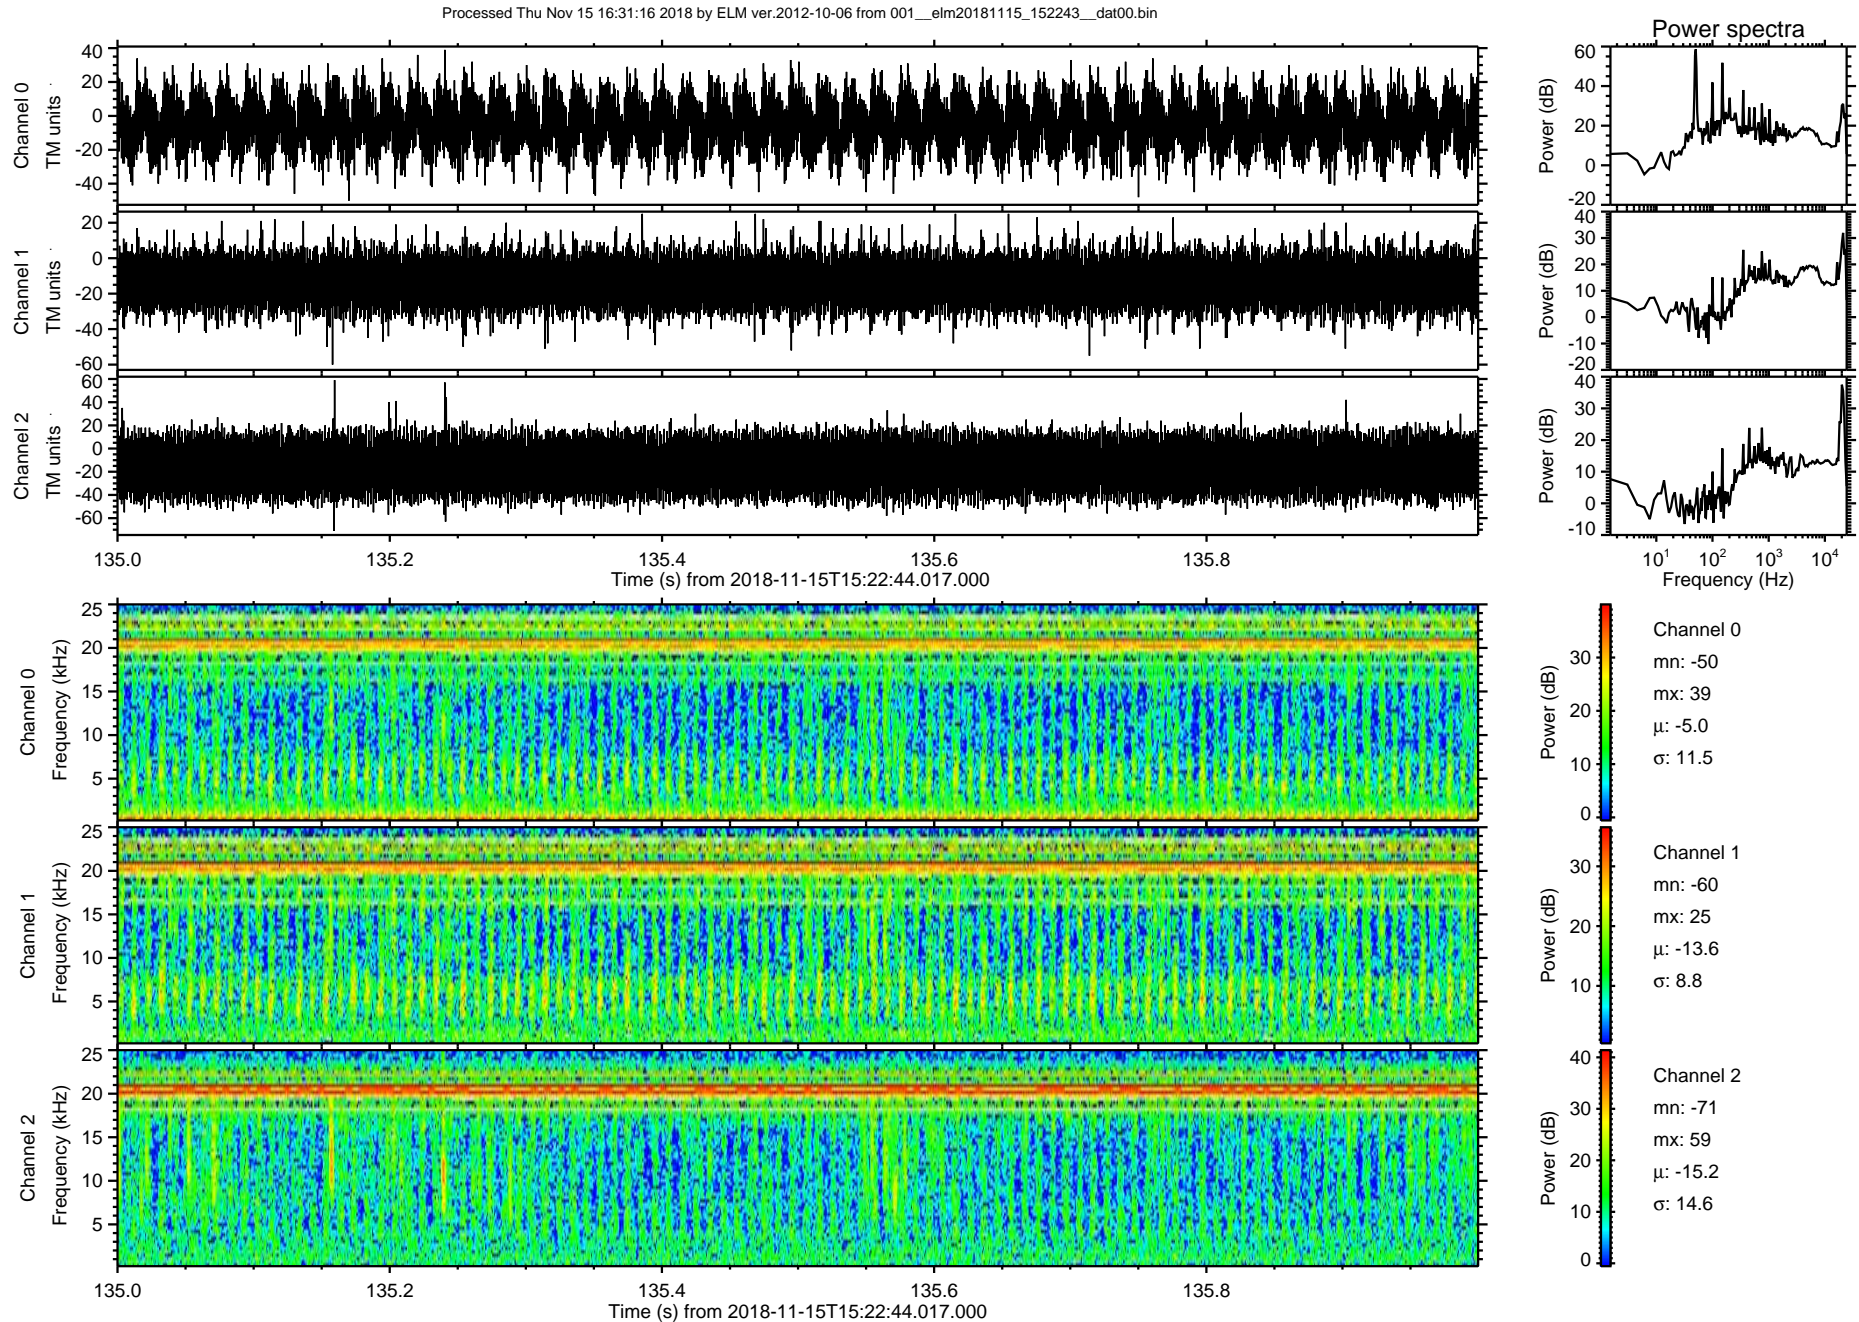 Processed Thu Nov 15 16:31:16 2018 by ELM ver.2012-10-06 from 001__elm20181115_152243__dat00.bin
Power spectra
Channel 0
TM units
40
20
0
-20
-40
Power (dB)
60
40
20
0
-20
Channel 1
TM units
20
0
-20
-40
-60
Power (dB)
40
30
20
10
0
-10
-20
Channel 2
TM units
60
40
20
0
-20
-40
-60
Power (dB)
40
30
20
10
0
-10
135.0 135.2 135.4 135.6 135.8
Time (s) from 2018-11-15T15:22:44.017.000
10¹ 10² 10³ 10⁴
Frequency (Hz)
Channel 0
Frequency (kHz)
25
20
15
10
5
Power (dB)
30
20
10
0
Channel 0
mn: -50
mx: 39
μ: -5.0
σ: 11.5
Channel 1
Frequency (kHz)
25
20
15
10
5
Power (dB)
30
20
10
Channel 1
mn: -60
mx: 25
μ: -13.6
σ: 8.8
Channel 2
Frequency (kHz)
25
20
15
10
5
Power (dB)
40
30
20
10
0
Channel 2
mn: -71
mx: 59
μ: -15.2
σ: 14.6
135.0 135.2 135.4 135.6 135.8
Time (s) from 2018-11-15T15:22:44.017.000